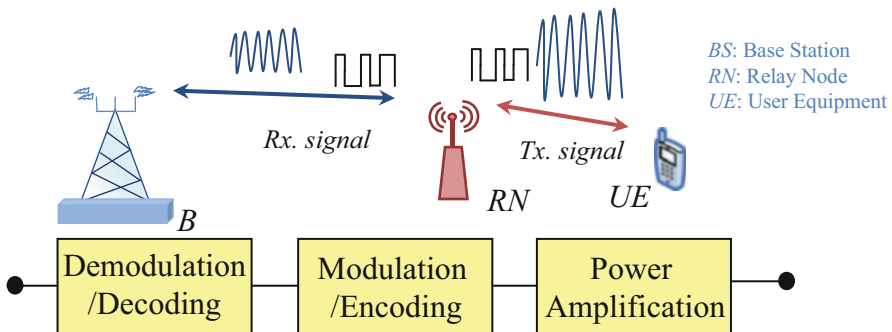 BS: Base Station
RN: Relay Node
UE: User Equipment
Rx. signal
Tx. signal
B
RN
UE
Demodulation
/Decoding
Modulation
/Encoding
Power
Amplification